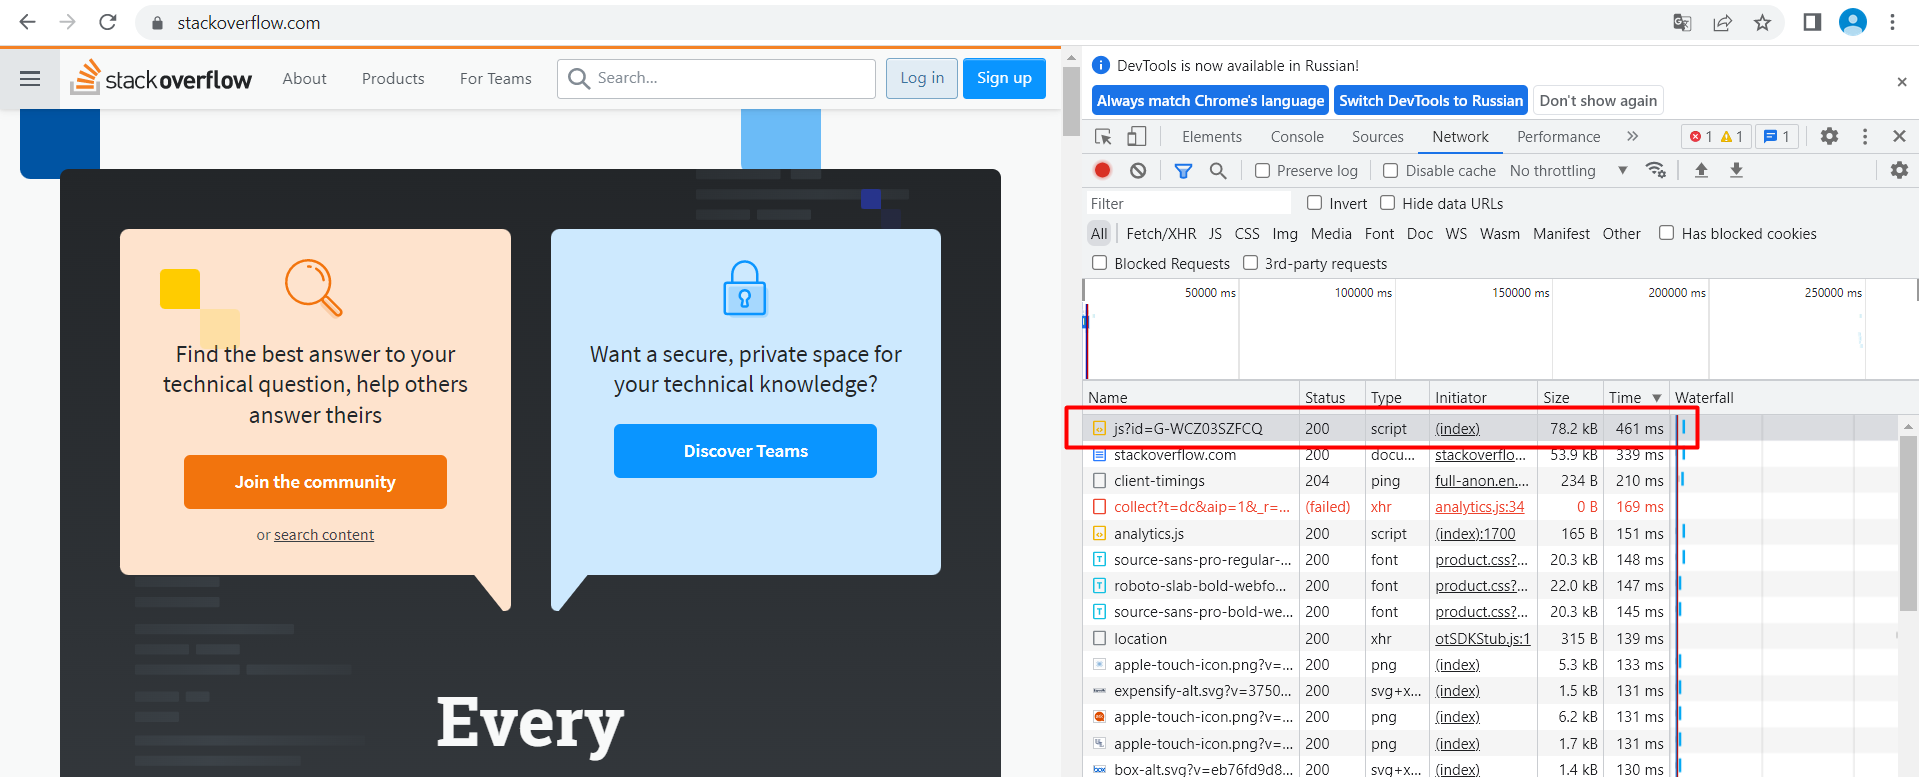 stackoverflow.com
stackoverflow About Products For Teams Search... Log in Sign up
Find the best answer to your
technical question, help others
answer theirs
Join the community
or search content
Want a secure, private space for
your technical knowledge?
Discover Teams
Every
DevTools is now available in Russian!
Always match Chrome's language Switch DevTools to Russian Don't show again
Elements Console Sources Network Performance 1 1 1
Preserve log Disable cache No throttling
Filter Invert Hide data URLs
All Fetch/XHR JS CSS Img Media Font Doc WS Wasm Manifest Other Has blocked cookies
Blocked Requests 3rd-party requests
50000 ms 100000 ms 150000 ms 200000 ms 250000 ms
Name Status Type Initiator Size Time Waterfall
js?id=G-WCZ03SZFCQ 200 script (index) 78.2 kB 461 ms
stackoverflow.com 200 docu... stackoverflo... 53.9 kB 339 ms
client-timings 204 ping full-anon.en.... 234 B 210 ms
collect?t=dc&aip=1&_r=... (failed) xhr analytics.js:34 0 B 169 ms
analytics.js 200 script (index):1700 165 B 151 ms
source-sans-pro-regular-... 200 font product.css?... 20.3 kB 148 ms
roboto-slab-bold-webfo... 200 font product.css?... 22.0 kB 147 ms
source-sans-pro-bold-we... 200 font product.css?... 20.3 kB 145 ms
location 200 xhr otSDKStub.js:1 315 B 139 ms
apple-touch-icon.png?v=... 200 png (index) 5.3 kB 133 ms
expensify-alt.svg?v=3750... 200 svg+x... (index) 1.5 kB 131 ms
apple-touch-icon.png?v=... 200 png (index) 6.2 kB 131 ms
apple-touch-icon.png?v=... 200 png (index) 1.7 kB 131 ms
box-alt.svg?v=eb76fd9d8... 200 svg+x... (index) 1.4 kB 130 ms